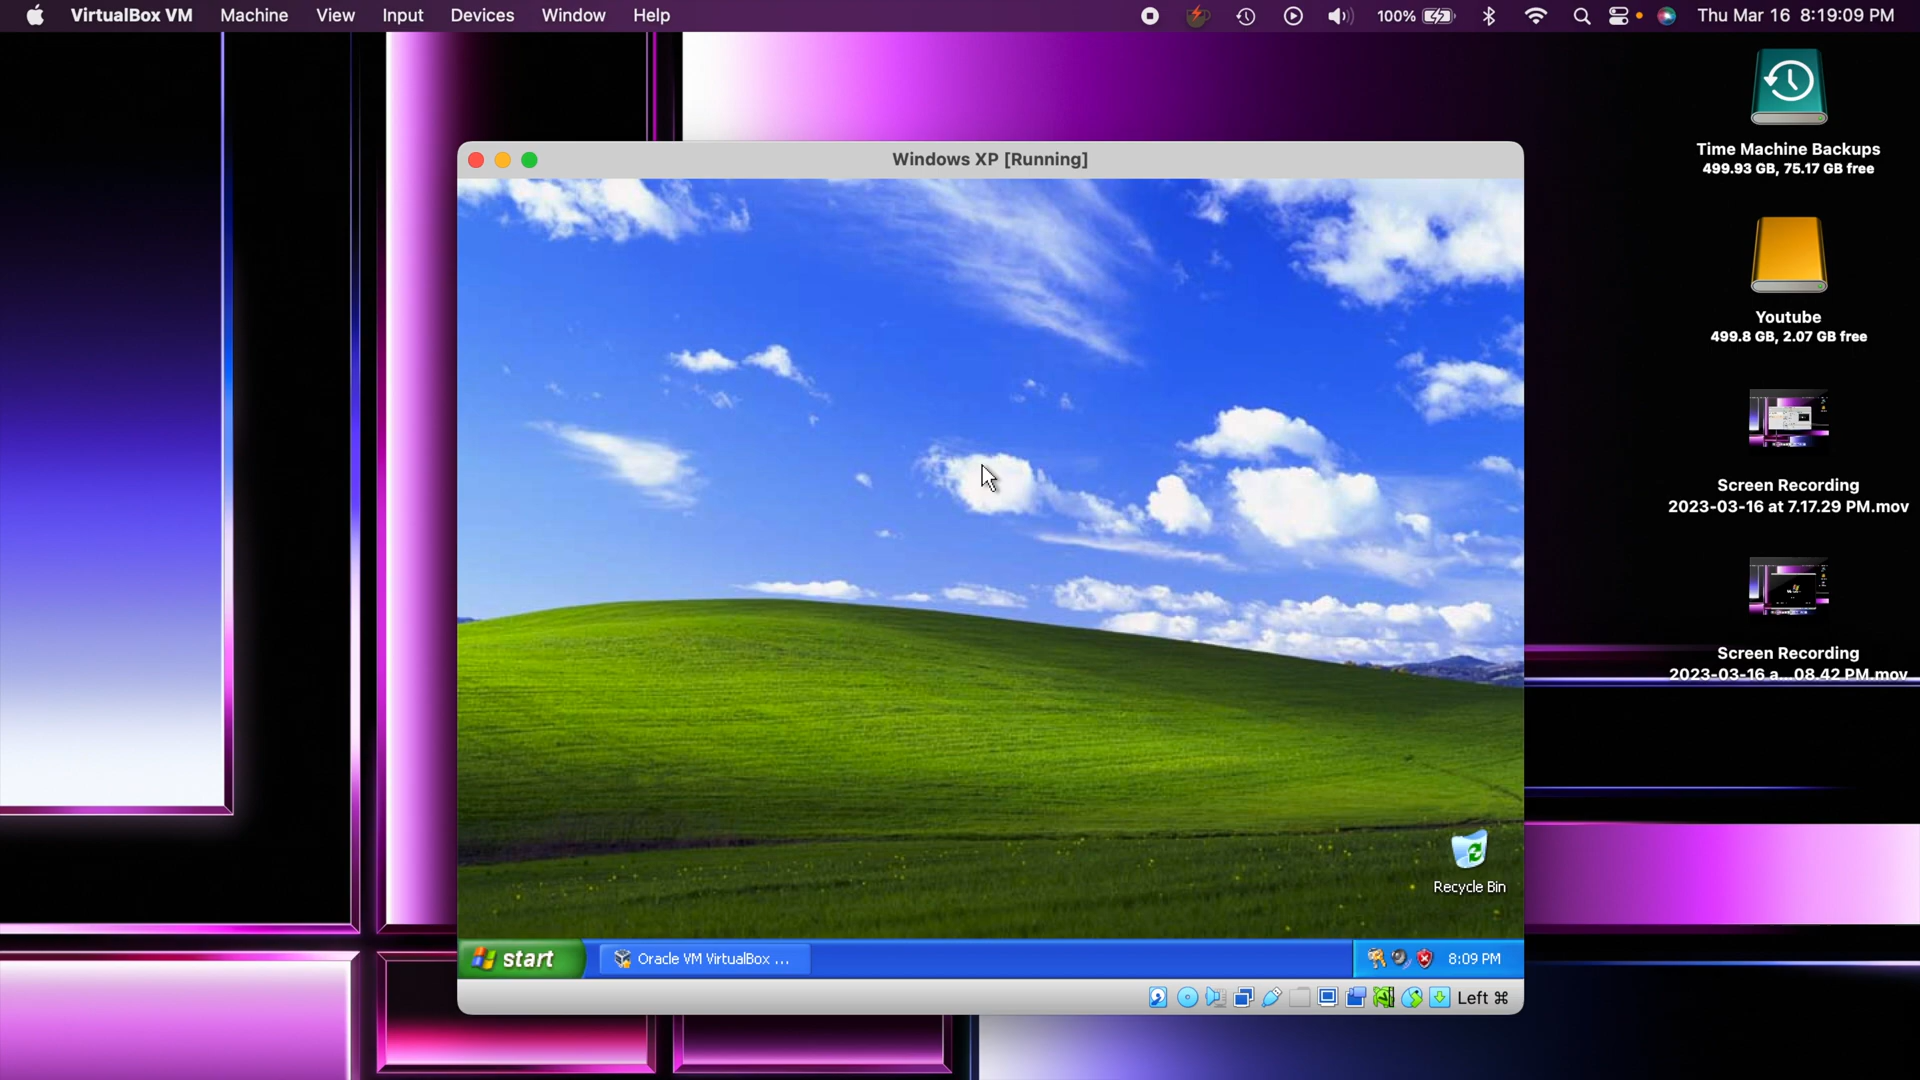 VirtualBox VM Machine View Input Devices Window Help 100% Thu Mar 16 8:19:09 PM
Time Machine Backups
499.93 GB, 75.17 GB free
Youtube
499.8 GB, 2.07 GB free
Screen Recording
2023-03-16 at 7.17.29 PM.mov
Screen Recording
2023-03-16 a...08.42 PM.mov
Windows XP [Running]
Recycle Bin
start Oracle VM VirtualBox ... 8:09 PM
Left ⌘